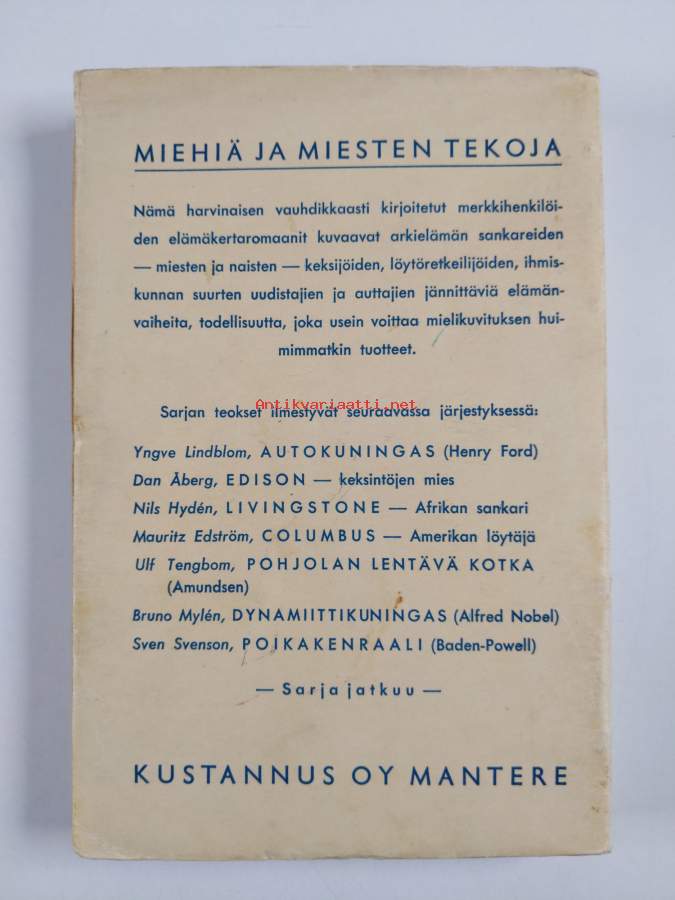 MIEHIÄ JA MIESTEN TEKOJA
Nämä harvinaisen vauhdikkaasti kirjoitetut merkkihenkilöi-
den elämäkertaromaanit kuvaavat arkielämän sankareiden
— miesten ja naisten — keksijöiden, löytöretkeilijöiden, ihmis-
kunnan suurten uudistajien ja auttajien jännittäviä elämän-
vaiheita, todellisuutta, joka usein voittaa mielikuvituksen hui-
mimmatkin tuotteet.
Antikvariaatti.net
Sarjan teokset ilmestyvät seuraavassa järjestyksessä:
Yngve Lindblom, AUTOKUNINGAS (Henry Ford)
Dan Åberg, EDISON — keksintöjen mies
Nils Hydén, LIVINGSTONE — Afrikan sankari
Mauritz Edström, COLUMBUS — Amerikan löytäjä
Ulf Tengbom, POHJOLAN LENTÄVÄ KOTKA
(Amundsen)
Bruno Mylén, DYNAMIITTIKUNINGAS (Alfred Nobel)
Sven Svenson, POIKAKENRAALI (Baden-Powell)
— Sarja jatkuu —
KUSTANNUS OY MANTERE